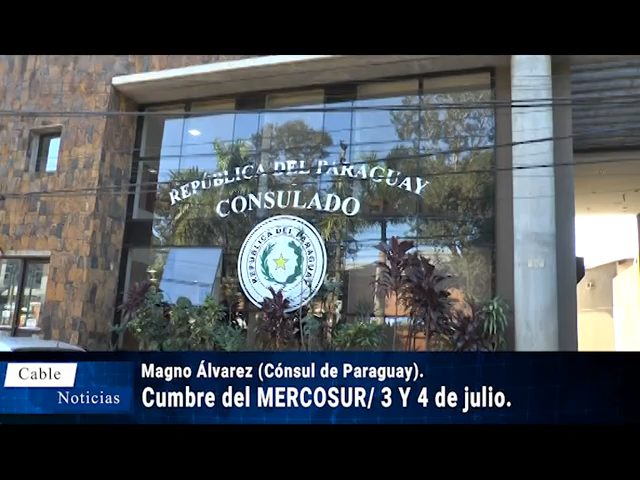 REPÚBLICA DEL PARAGUAY
CONSULADO
REPÚBLICA DEL PARAGUAY
Cable
Noticias
Magno Álvarez (Cónsul de Paraguay).
Cumbre del MERCOSUR/ 3 Y 4 de julio.